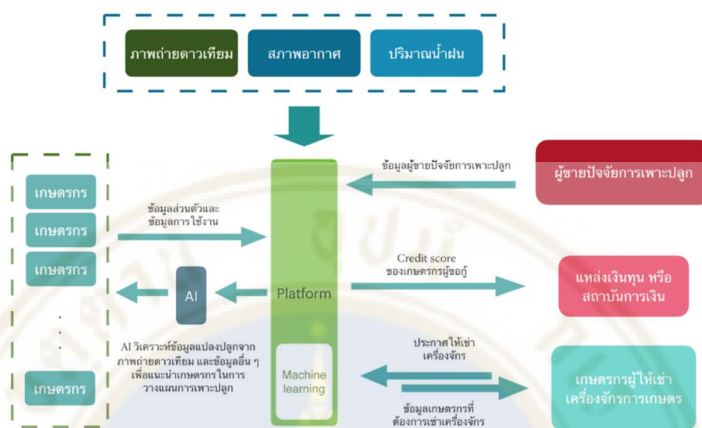 ภาพถ่ายดาวเทียม
สภาพอากาศ
ปริมาณน้ำฝน
เกษตรกร
เกษตรกร
เกษตรกร
.
.
.
เกษตรกร
ข้อมูลส่วนตัวและ
ข้อมูลการใช้งาน
AI
AI วิเคราะห์ข้อมูลแปลงปลูกจาก
ภาพถ่ายดาวเทียม และข้อมูลอื่น ๆ
เพื่อแนะนำเกษตรกรในการ
วางแผนการเพาะปลูก
Platform
Machine
learning
ข้อมูลผู้ขายปัจจัยการเพาะปลูก
ผู้ขายปัจจัยการเพาะปลูก
Credit score
ของเกษตรกรผู้ขอกู้
แหล่งเงินทุน หรือ
สถาบันการเงิน
ประกาศให้เช่า
เครื่องจักร
ข้อมูลเกษตรกรที่
ต้องการเช่าเครื่องจักร
เกษตรกรผู้ให้เช่า
เครื่องจักรการเกษตร